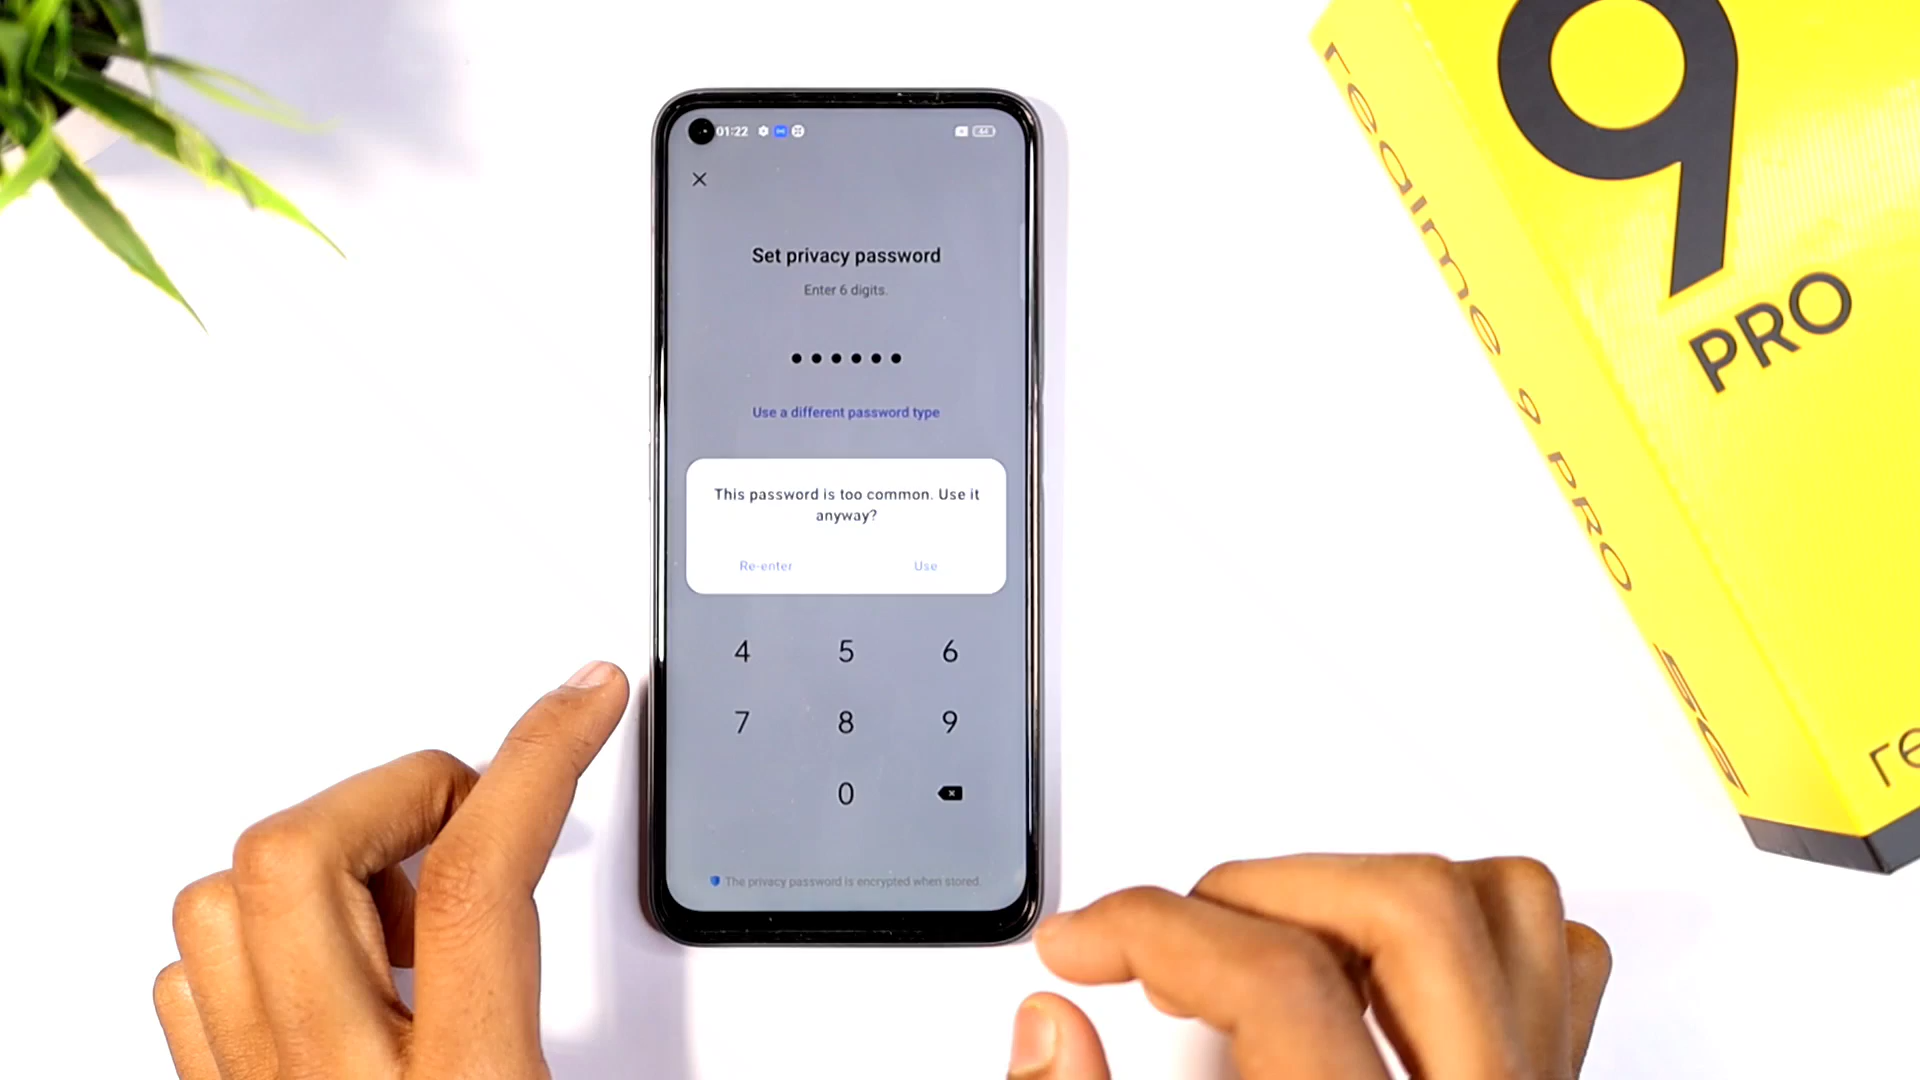 01:22
44
Set privacy password
Enter 6 digits.
Use a different password type
This password is too common. Use it
anyway?
Re-enter
Use
4 5 6
7 8 9
0
The privacy password is encrypted when stored.
9
PRO
realme 9 PRO 5G
re